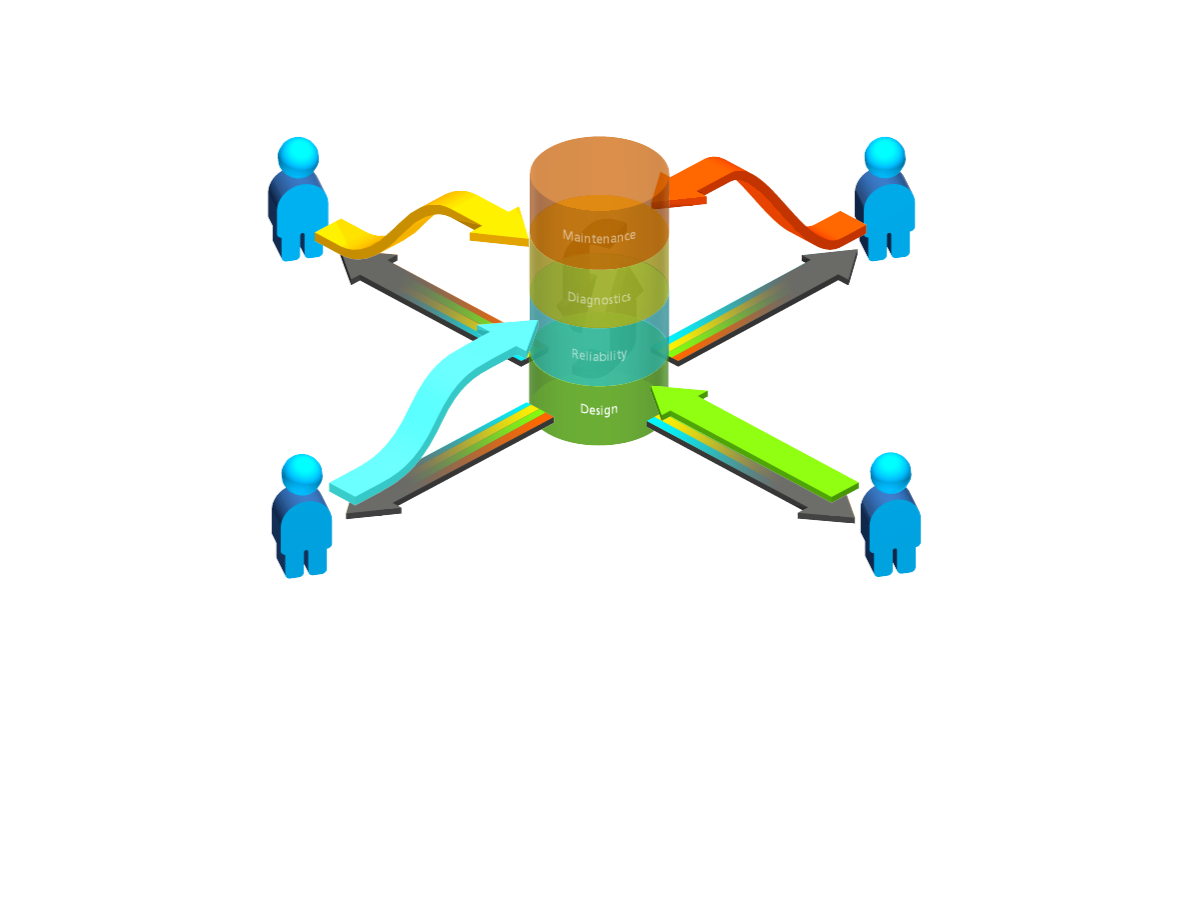 Maintenance
Diagnostics
Reliability
Design